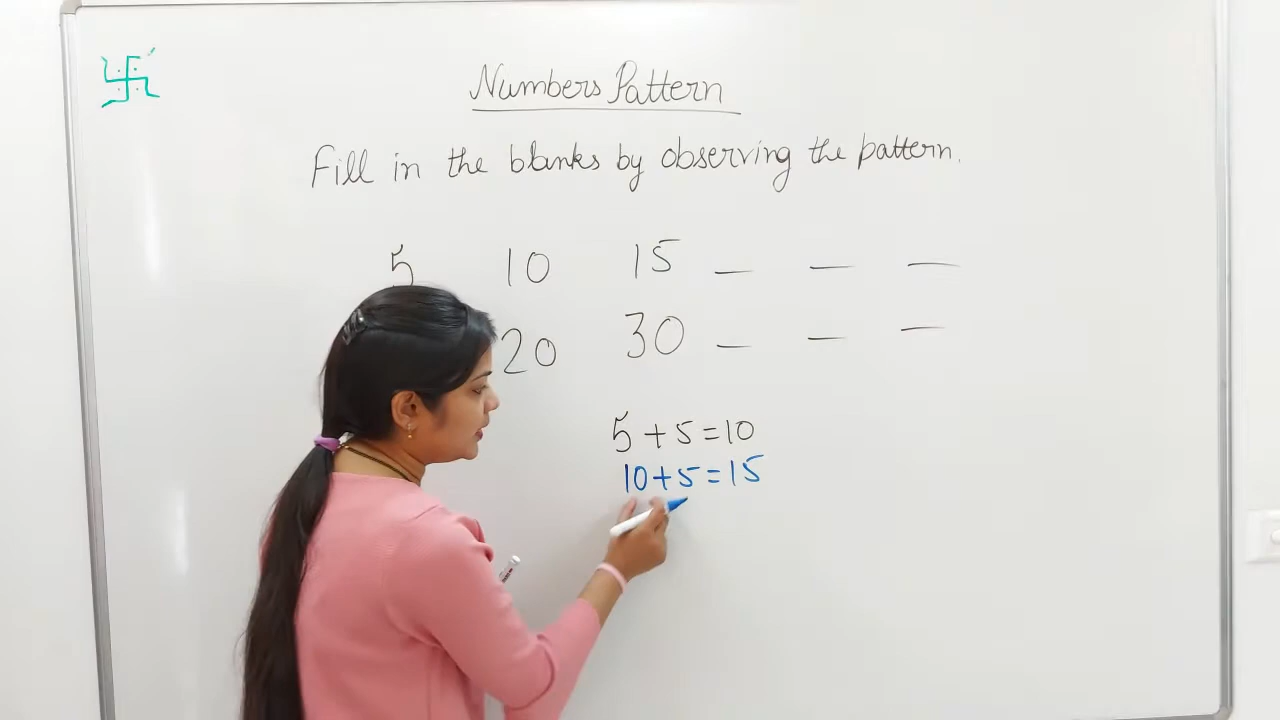 Numbers Pattern
Fill in the blanks by observing the pattern.
5 10 15 _ _ _
20 30 _ _ _
5+5=10
10+5=15